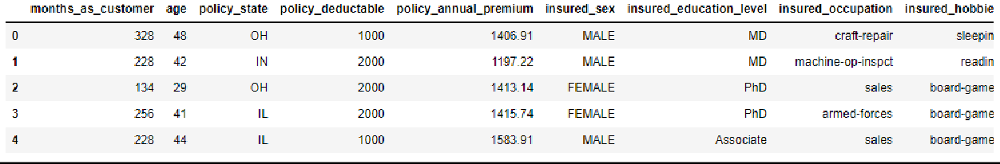 months_as_customer age policy_state policy_deductable policy_annual_premium insured_sex insured_education_level insured_occupation insured_hobbie
0 328 48 OH 1000 1406.91 MALE MD craft-repair sleepin
1 228 42 IN 2000 1197.22 MALE MD machine-op-inspct readin
2 134 29 OH 2000 1413.14 FEMALE PhD sales board-game
3 256 41 IL 2000 1415.74 FEMALE PhD armed-forces board-game
4 228 44 IL 1000 1583.91 MALE Associate sales board-game